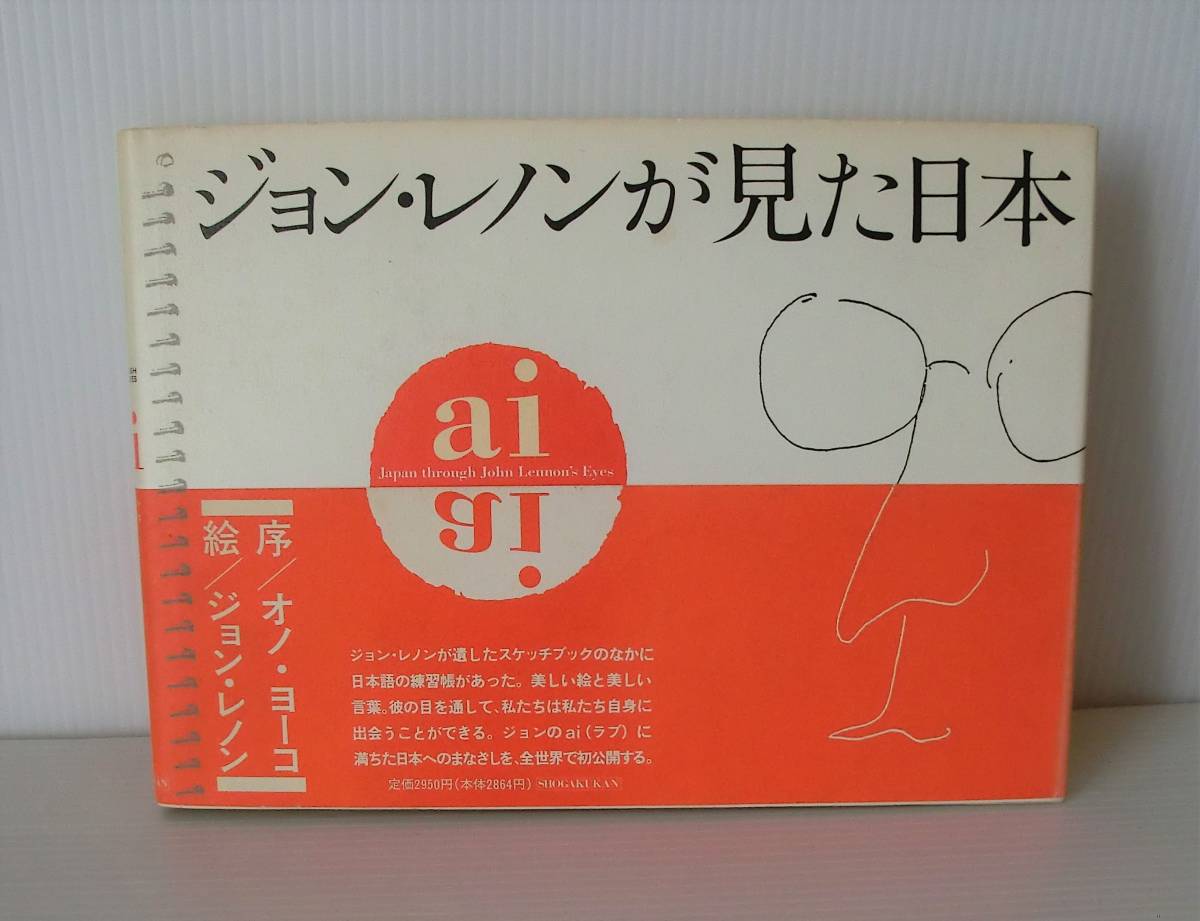 ジョン・レノンが見た日本
ai
Japan through John Lennon's Eyes
ai
序/オノ・ヨーコ
絵/ジョン・レノン
ジョン・レノンが遺したスケッチブックのなかに
日本語の練習帳があった。美しい絵と美しい
言葉。彼の目を通して、私たちは私たち自身に
出会うことができる。ジョンのai(ラブ)に
満ちた日本へのまなざしを、全世界で初公開する。
定価2950円(本体2864円) SHOGAKUKAN